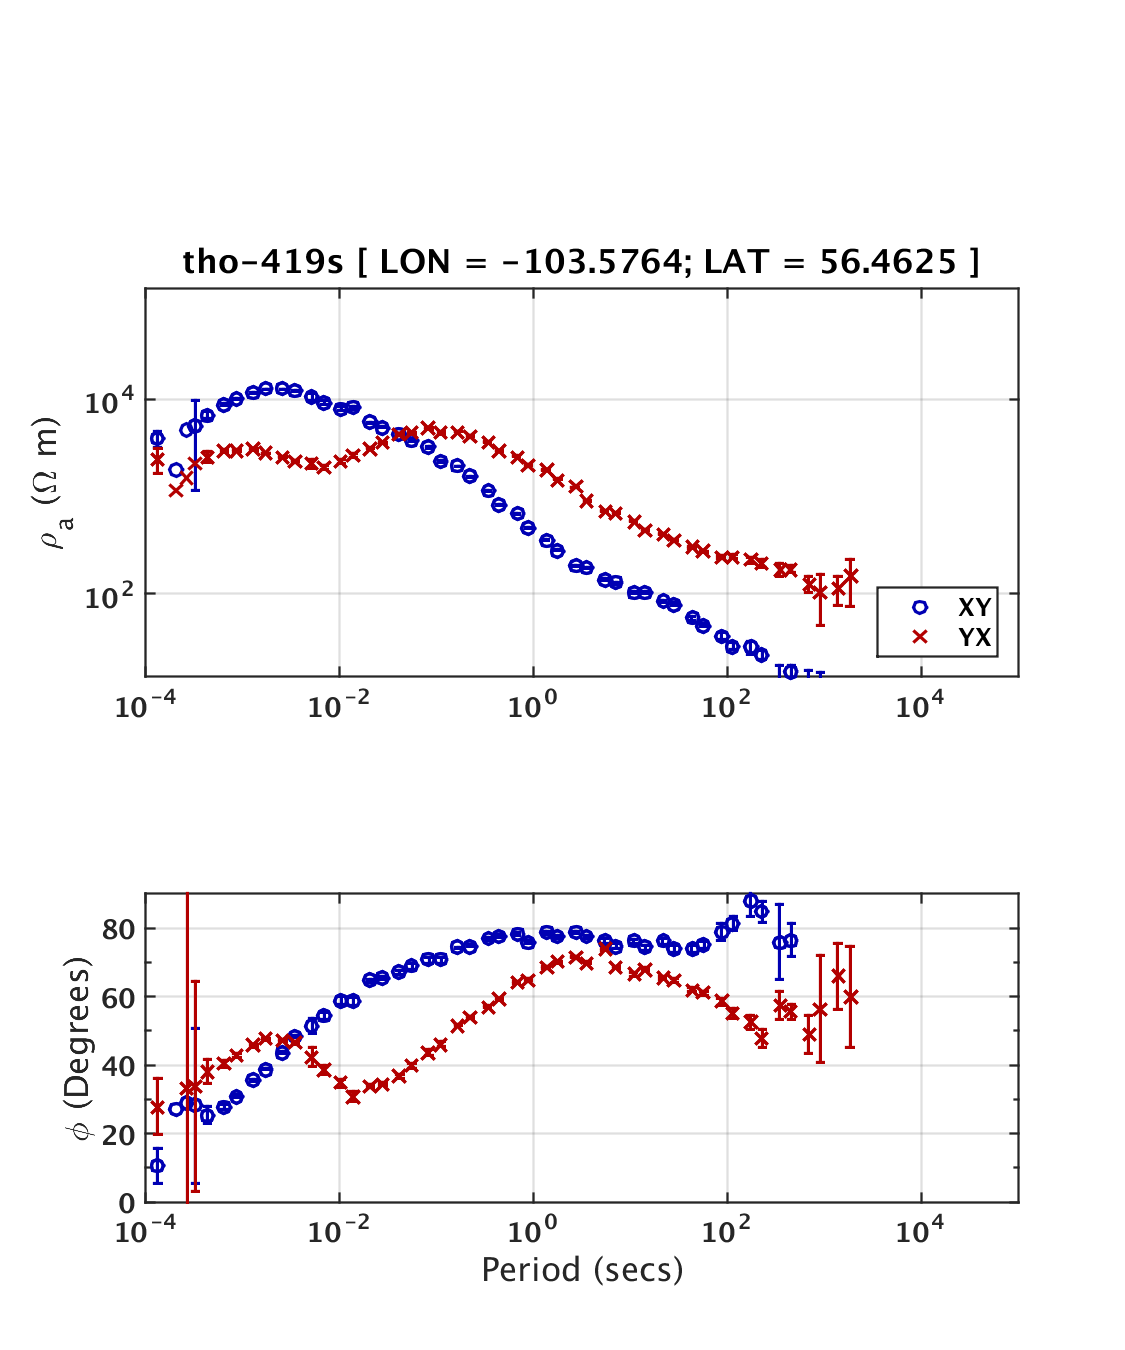 tho-419s [ LON = -103.5764; LAT = 56.4625 ]
ρa (Ω m)
10^4
10^2
XY
YX
10^-4 10^-2 10^0 10^2 10^4
ϕ (Degrees)
80
60
40
20
0
10^-4 10^-2 10^0 10^2 10^4
Period (secs)